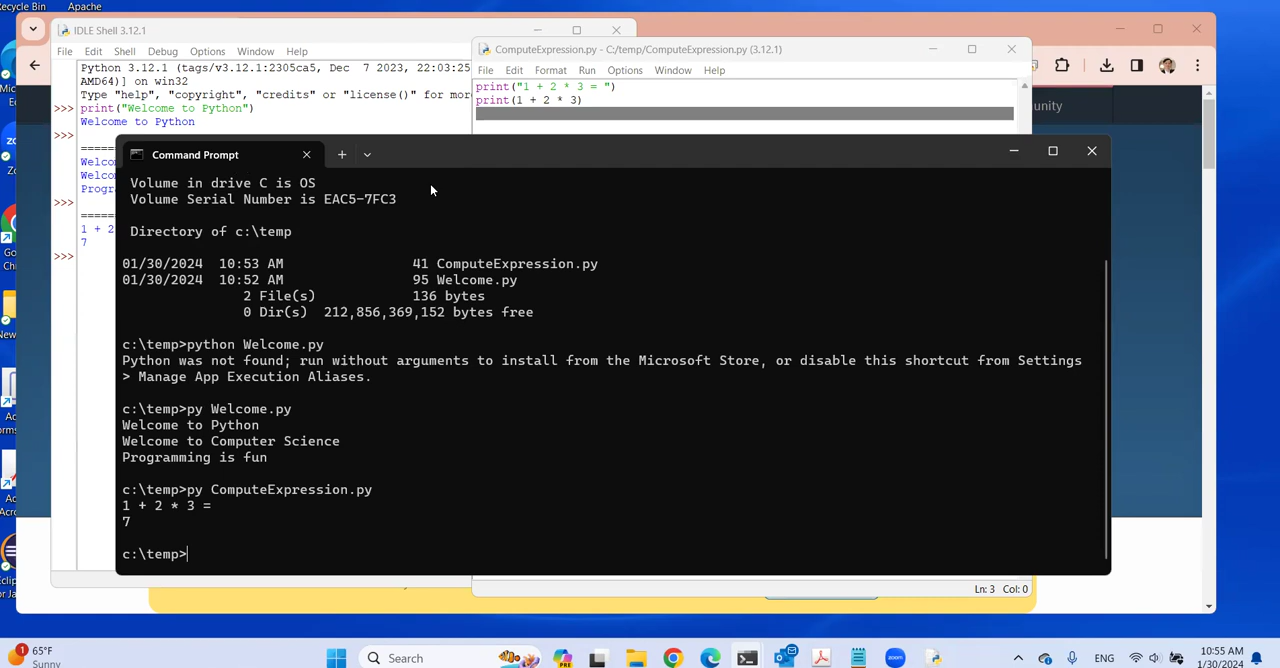 Recycle Bin
Apache
IDLE Shell 3.12.1
File Edit Shell Debug Options Window Help
Python 3.12.1 (tags/v3.12.1:2305ca5, Dec 7 2023, 22:03:25
AMD64)] on win32
Type "help", "copyright", "credits" or "license()" for
>>> print("Welcome to Python")
Welcome to Python
>>>
>>>
1 + 2
7
>>>
ComputeExpression.py - C:/temp/ComputeExpression.py (3.12.1)
File Edit Format Run Options Window Help
print("1 + 2 * 3 = ")
print(1 + 2 * 3)
Command Prompt
Volume in drive C is OS
Volume Serial Number is EAC5-7FC3
Directory of c:\temp
01/30/2024 10:53 AM 41 ComputeExpression.py
01/30/2024 10:52 AM 95 Welcome.py
2 File(s) 136 bytes
0 Dir(s) 212,856,369,152 bytes free
c:\temp>python Welcome.py
Python was not found; run without arguments to install from the Microsoft Store, or disable this shortcut from Settings
> Manage App Execution Aliases.
c:\temp>py Welcome.py
Welcome to Python
Welcome to Computer Science
Programming is fun
c:\temp>py ComputeExpression.py
1 + 2 * 3 =
7
c:\temp>
Ln: 3 Col: 0
65°F
Sunny
Search
ENG
10:55 AM
1/30/2024